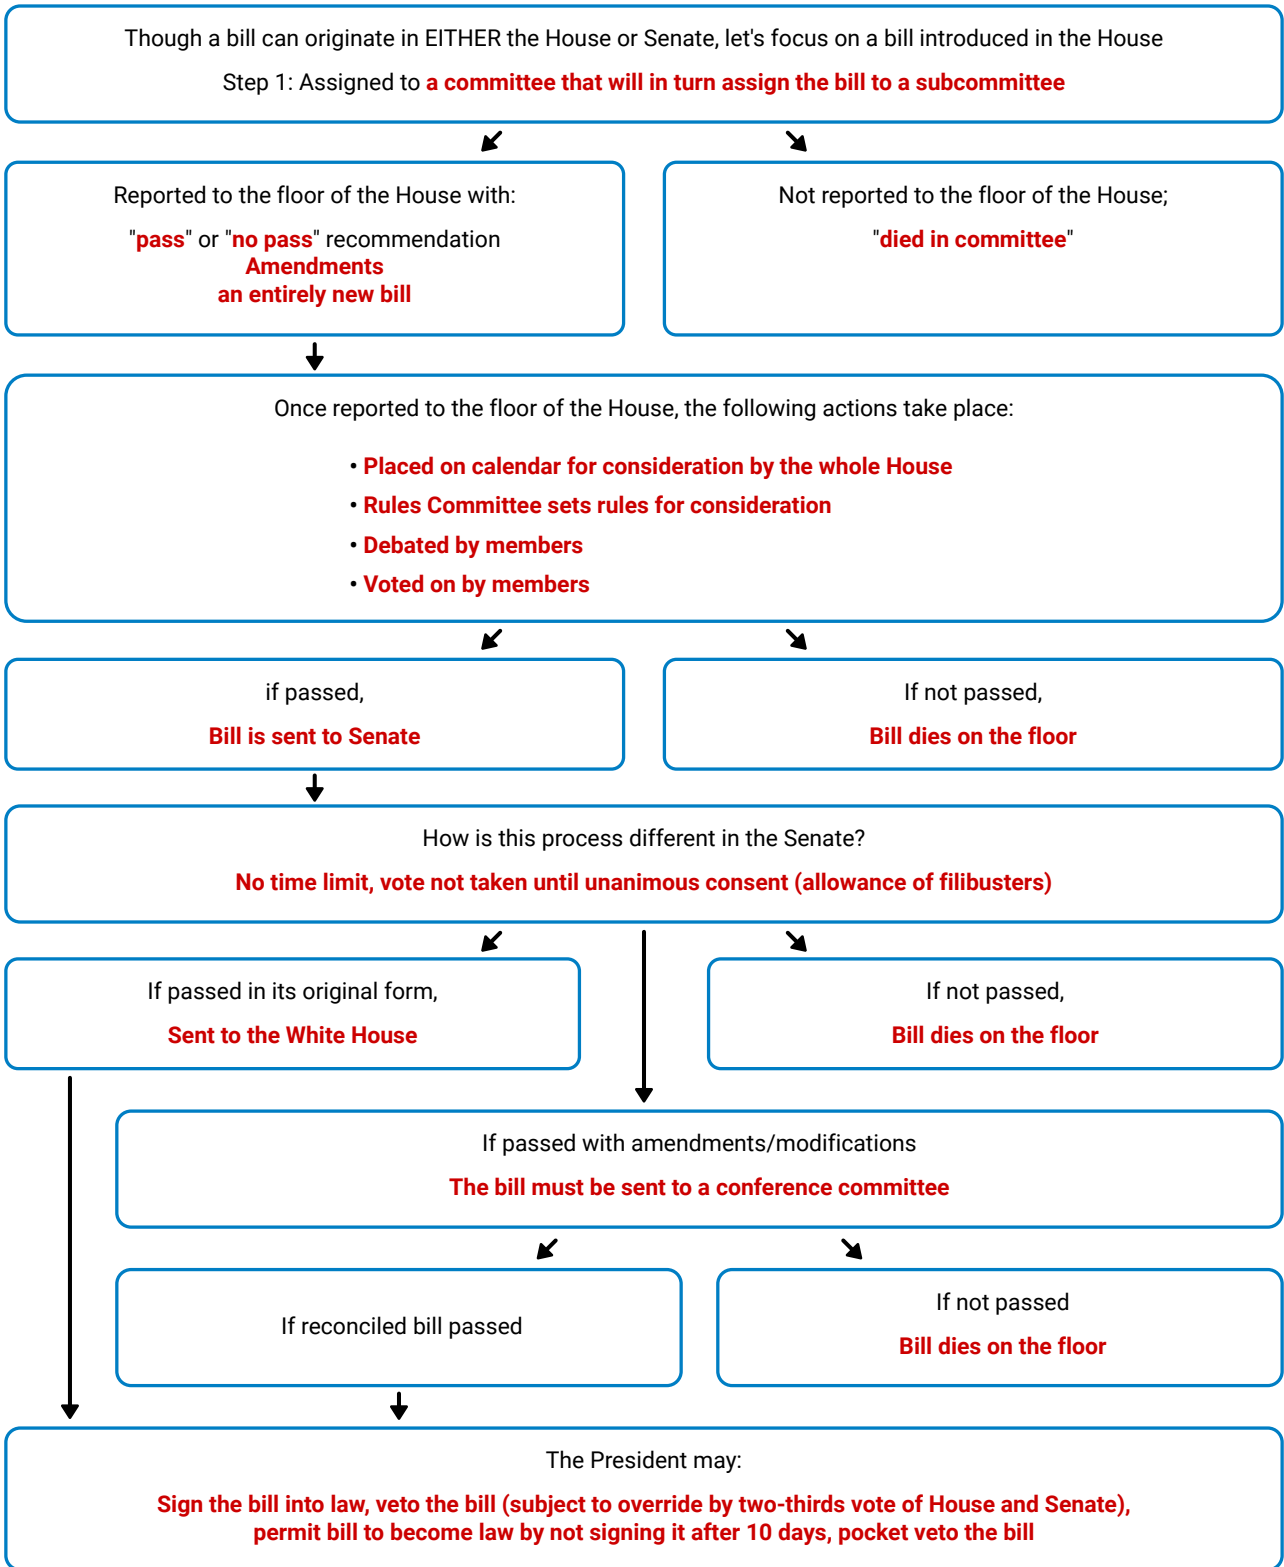 Though a bill can originate in EITHER the House or Senate, let's focus on a bill introduced in the House
Step 1: Assigned to a committee that will in turn assign the bill to a subcommittee
Reported to the floor of the House with:
"pass" or "no pass" recommendation
Amendments
an entirely new bill
Not reported to the floor of the House;
"died in committee"
Once reported to the floor of the House, the following actions take place:
• Placed on calendar for consideration by the whole House
• Rules Committee sets rules for consideration
• Debated by members
• Voted on by members
if passed,
Bill is sent to Senate
If not passed,
Bill dies on the floor
How is this process different in the Senate?
No time limit, vote not taken until unanimous consent (allowance of filibusters)
If passed in its original form,
Sent to the White House
If not passed,
Bill dies on the floor
If passed with amendments/modifications
The bill must be sent to a conference committee
If reconciled bill passed
If not passed
Bill dies on the floor
The President may:
Sign the bill into law, veto the bill (subject to override by two-thirds vote of House and Senate),
permit bill to become law by not signing it after 10 days, pocket veto the bill